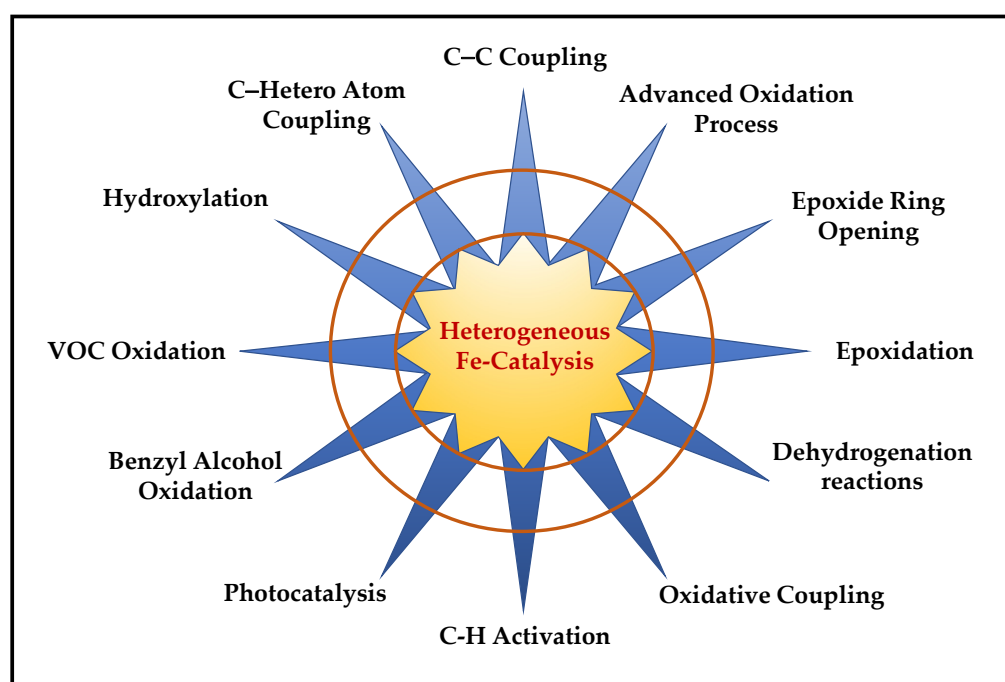 C–C Coupling
Advanced Oxidation
Process
Epoxide Ring
Opening
Epoxidation
Dehydrogenation
reactions
Oxidative Coupling
C-H Activation
Photocatalysis
Benzyl Alcohol
Oxidation
VOC Oxidation
Hydroxylation
C–Hetero Atom
Coupling
Heterogeneous
Fe-Catalysis